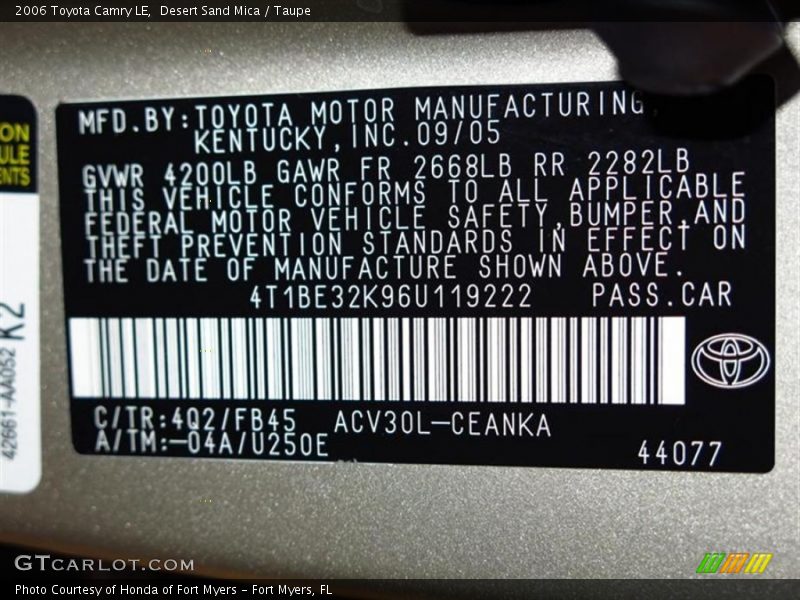 2006 Toyota Camry LE,  Desert Sand Mica / Taupe
MFD.BY:TOYOTA MOTOR MANUFACTURING
KENTUCKY,INC.09/05
GVWR 4200LB GAWR FR 2668LB RR 2282LB
THIS VEHICLE CONFORMS TO ALL APPLICABLE
FEDERAL MOTOR VEHICLE SAFETY,BUMPER,AND
THEFT PREVENTION STANDARDS IN EFFECT ON
THE DATE OF MANUFACTURE SHOWN ABOVE.
4T1BE32K96U119222 PASS.CAR
C/TR:4Q2/FB45 ACV30L-CEANKA
A/TM:-04A/U250E
44077
K2
42661-AA052
GTCARLOT.COM
Photo Courtesy of Honda of Fort Myers - Fort Myers, FL